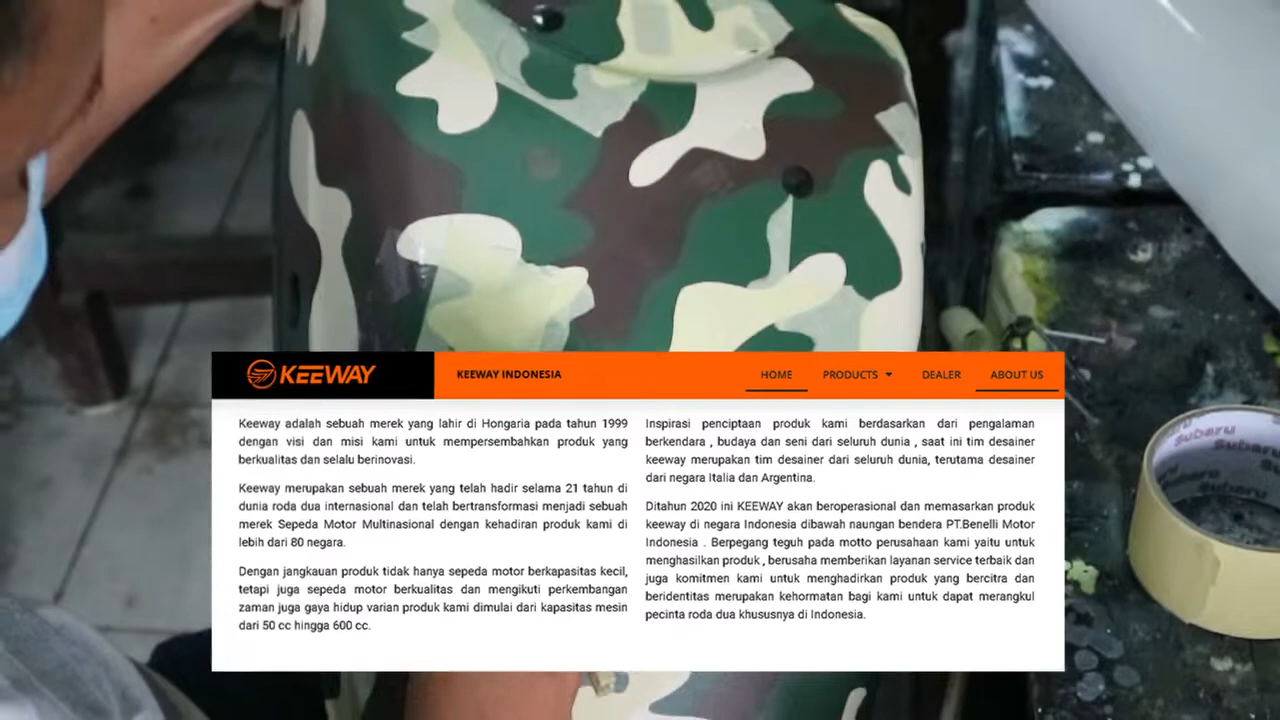 KEEWAY
KEEWAY INDONESIA
HOME
PRODUCTS
DEALER
ABOUT US
Keeway adalah sebuah merek yang lahir di Hongaria pada tahun 1999
dengan visi dan misi kami untuk mempersembahkan produk yang
berkualitas dan selalu berinovasi.
Keeway merupakan sebuah merek yang telah hadir selama 21 tahun di
dunia roda dua internasional dan telah bertransformasi menjadi sebuah
merek Sepeda Motor Multinasional dengan kehadiran produk kami di
lebih dari 80 negara.
Dengan jangkauan produk tidak hanya sepeda motor berkapasitas kecil,
tetapi juga sepeda motor berkualitas dan mengikuti perkembangan
zaman juga gaya hidup varian produk kami dimulai dari kapasitas mesin
dari 50 cc hingga 600 cc.
Inspirasi penciptaan produk kami berdasarkan dari pengalaman
berkendara , budaya dan seni dari seluruh dunia , saat ini tim desainer
keeway merupakan tim desainer dari seluruh dunia, terutama desainer
dari negara Italia dan Argentina.
Ditahun 2020 ini KEEWAY akan beroperasional dan memasarkan produk
keeway di negara Indonesia dibawah naungan bendera PT.Benelli Motor
Indonesia . Berpegang teguh pada motto perusahaan kami yaitu untuk
menghasilkan produk , berusaha memberikan layanan service terbaik dan
juga komitmen kami untuk menghadirkan produk yang bercitra dan
beridentitas merupakan kehormatan bagi kami untuk dapat merangkul
pecinta roda dua khususnya di Indonesia.
Subaru
Subaru
Subaru